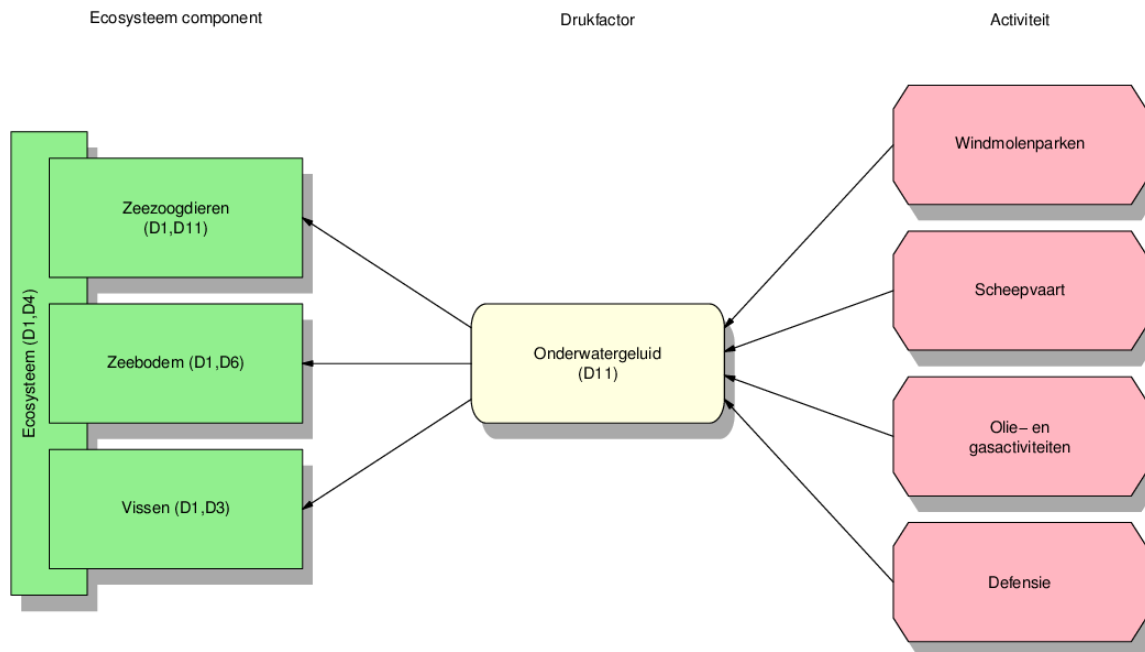 Ecosysteem component
Drukfactor
Activiteit
Ecosysteem (D1,D4)
Zeezoogdieren
(D1,D11)
Zeebodem (D1,D6)
Vissen (D1,D3)
Onderwatergeluid
(D11)
Windmolenparken
Scheepvaart
Olie− en
gasactiviteiten
Defensie